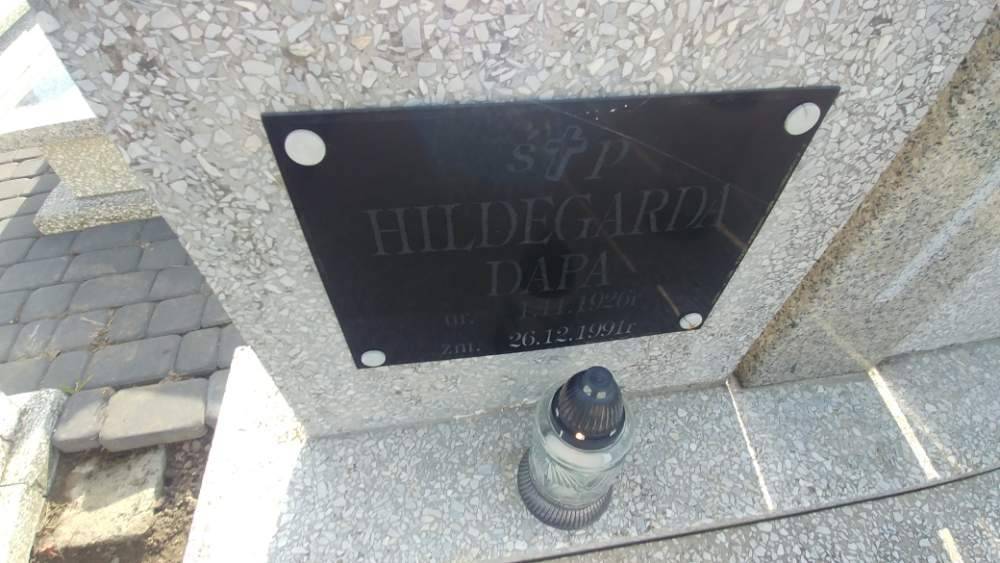 ś✝p
HILDEGARDA
DAPA
ur. 1.11.1926r
zm. 26.12.1991r